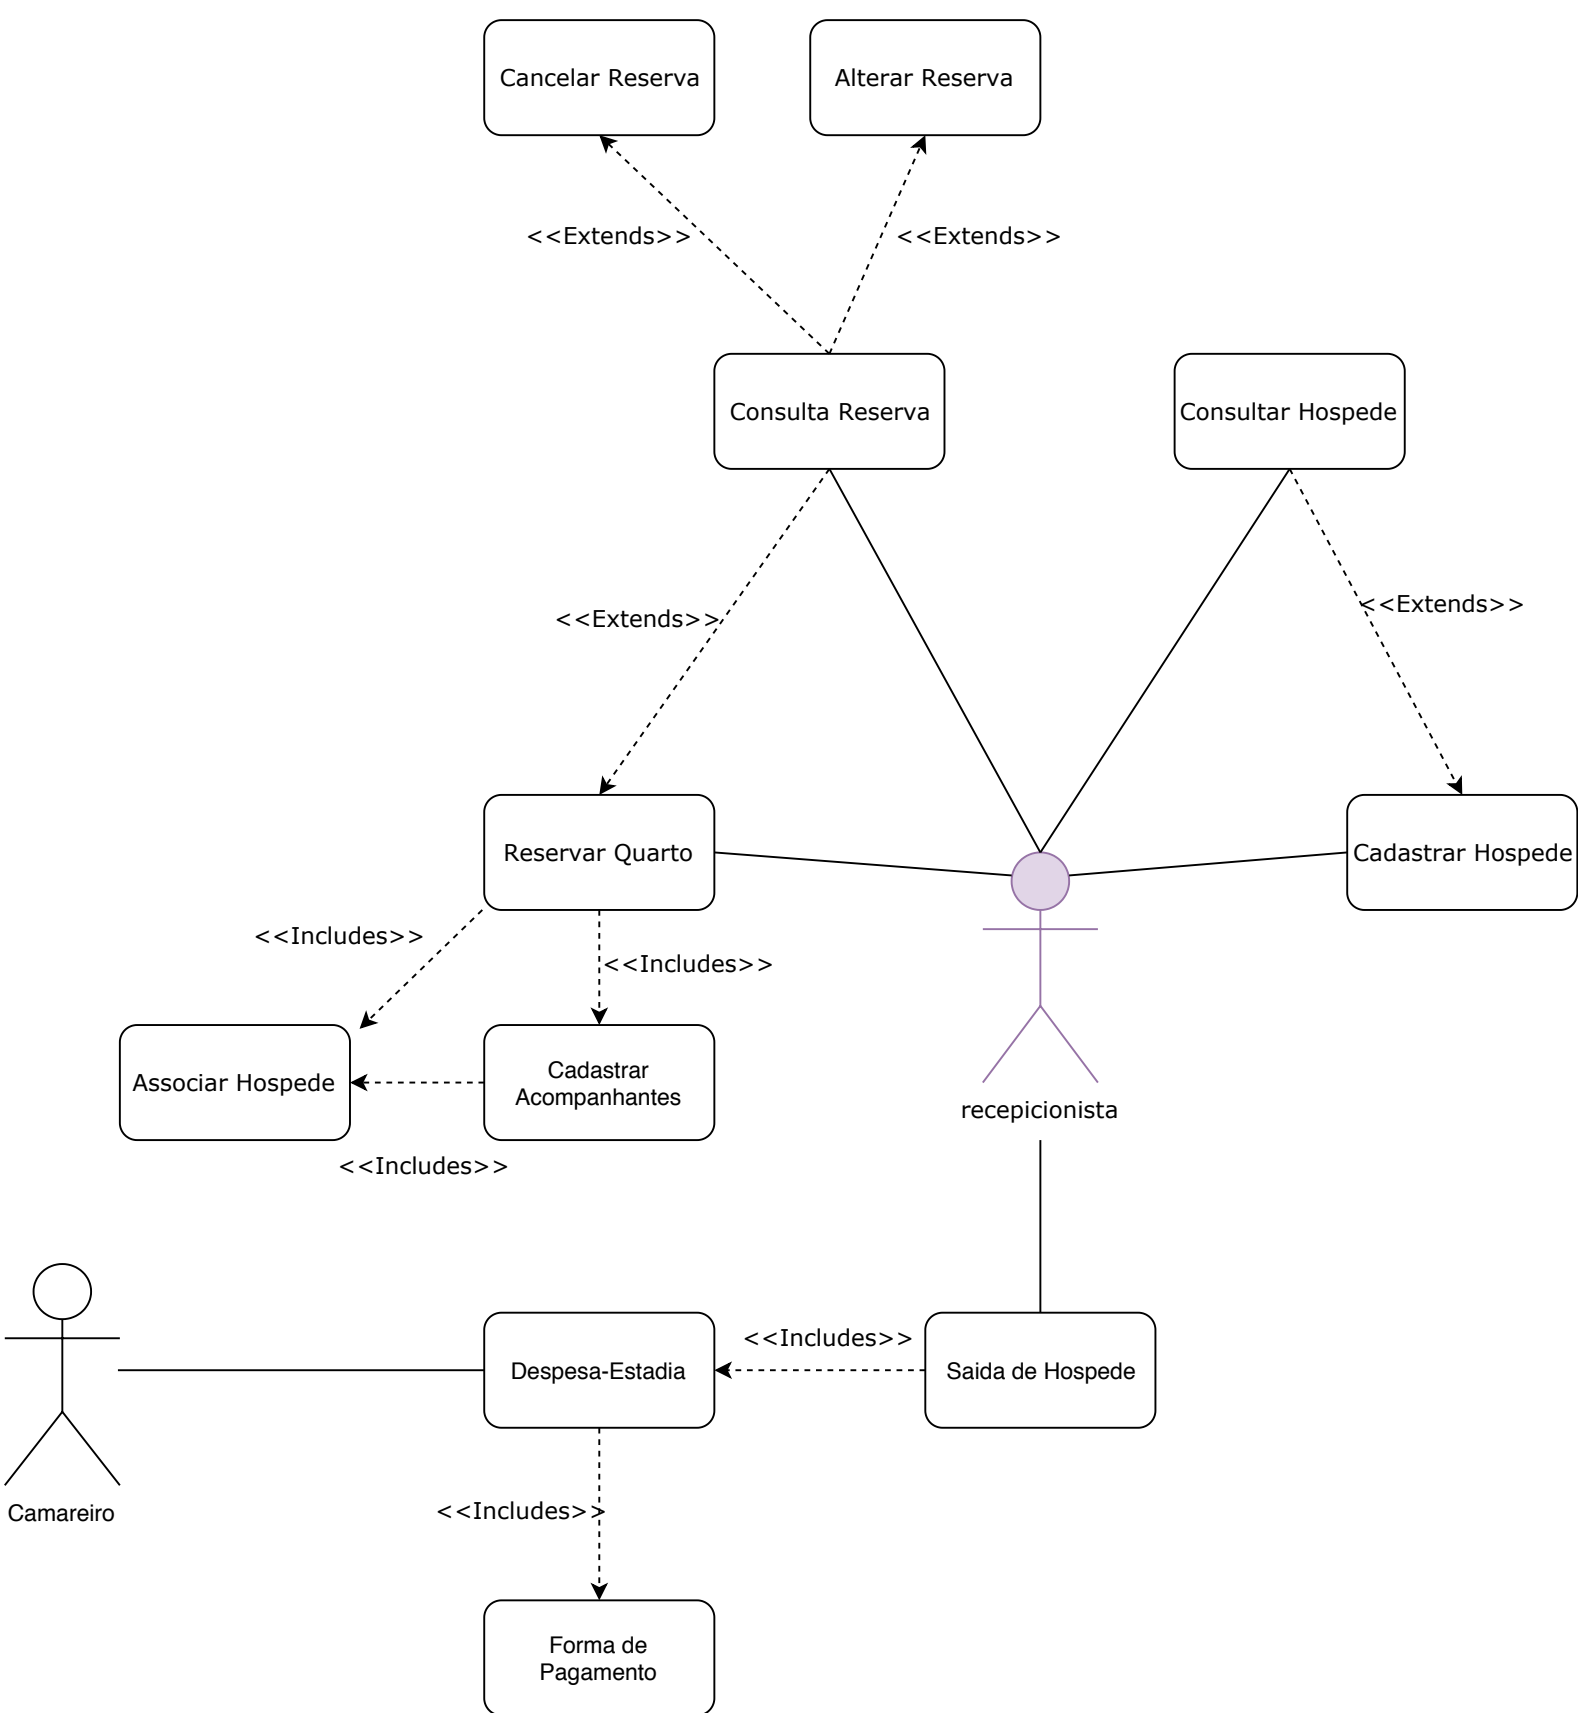 Cancelar Reserva
Alterar Reserva
<<Extends>>
<<Extends>>
Consulta Reserva
Consultar Hospede
<<Extends>>
<<Extends>>
Reservar Quarto
Cadastrar Hospede
<<Includes>>
<<Includes>>
Associar Hospede
Cadastrar
Acompanhantes
recepicionista
<<Includes>>
<<Includes>>
Despesa-Estadia
Saida de Hospede
Camareiro
<<Includes>>
Forma de
Pagamento